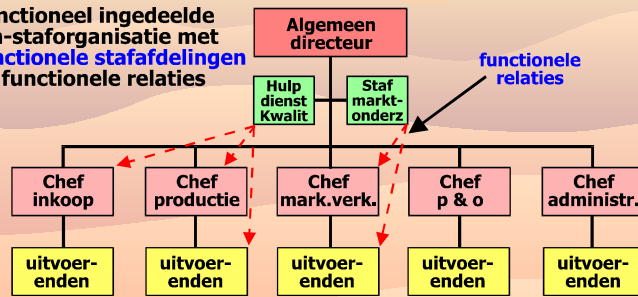 nctioneel ingedeelde
n-staforganisatie met
nctionele stafafdelingen
functionele relaties
Algemeen
directeur
functionele
relaties
Hulp
dienst
Kwalit
Staf
markt-
onderz
Chef
inkoop
Chef
productie
Chef
mark.verk.
Chef
p & o
Chef
administr.
uitvoer-
enden
uitvoer-
enden
uitvoer-
enden
uitvoer-
enden
uitvoer-
enden